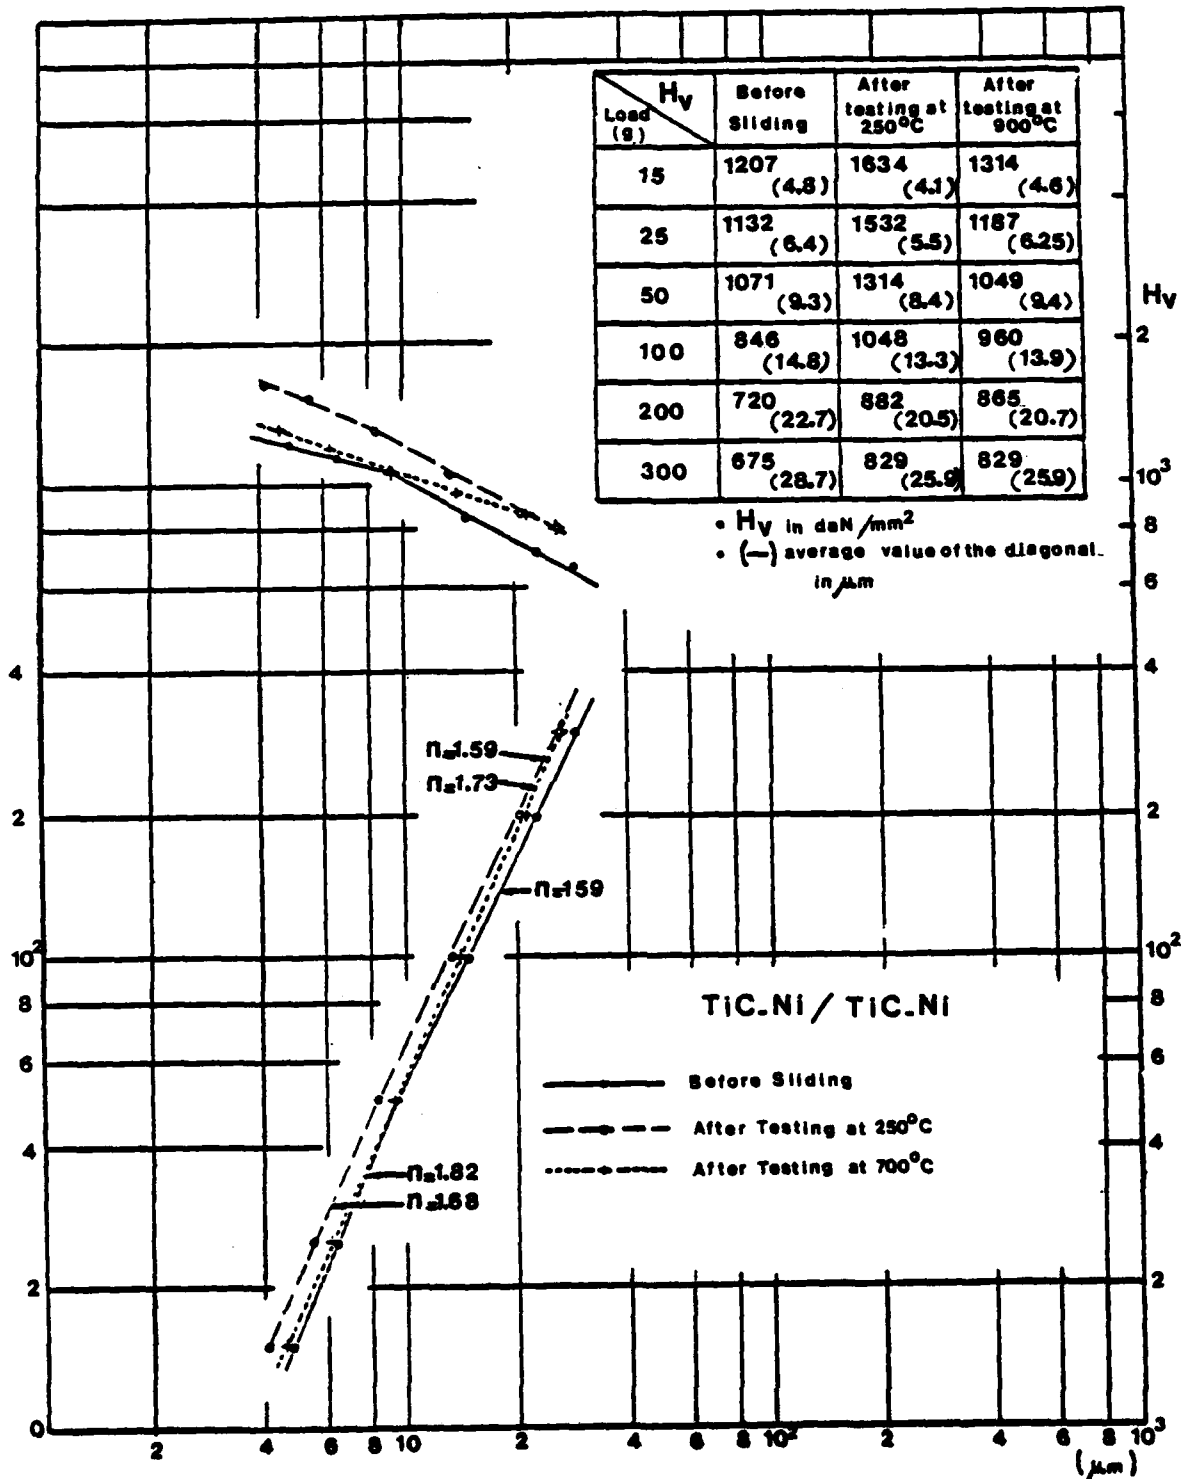 Hv
Load (g)
Before Sliding
After testing at 250°C
After testing at 900°C
15 1207 (4.8) 1634 (4.1) 1314 (4.6)
25 1132 (6.4) 1532 (5.5) 1187 (6.25)
50 1071 (9.3) 1314 (8.4) 1049 (9.4)
100 846 (14.8) 1048 (13.3) 960 (13.9)
200 720 (22.7) 882 (20.5) 865 (20.7)
300 675 (28.7) 829 (25.9) 829 (25.9)
• Hv in daN/mm²
• (—) average value of the diagonal
in µm
Hv
2
10³
8
6
4
4
n=1.59
n=1.73
2
2
n=159
10²
10²
TiC-Ni / TiC-Ni
8
8
6
6
Before Sliding
After Testing at 250°C
4
4
After Testing at 700°C
n=1.82
n=1.68
2
2
0
2 4 6 8 10 2 4 6 8 10² 2 4 6 8 10³
(µm)